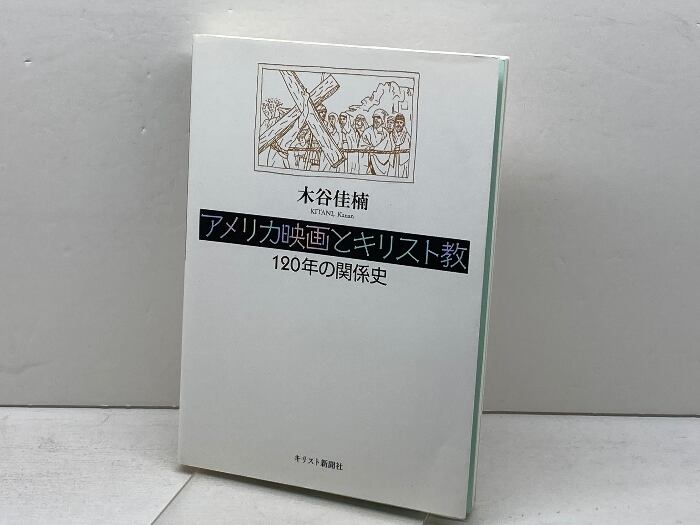 木谷佳楠
KITANI, Kanan
アメリカ映画とキリスト教
120年の関係史
キリスト新聞社